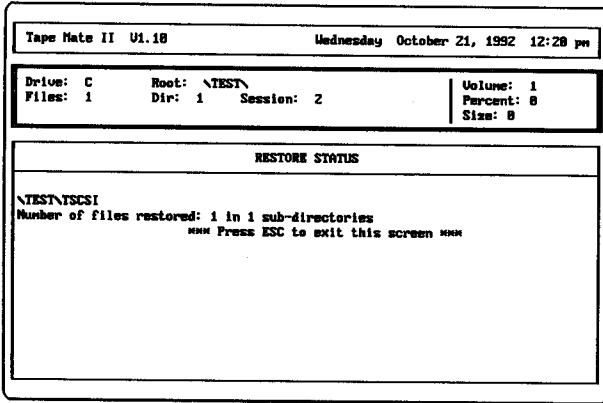 Tape Mate II V1.10 Wednesday October 21, 1992 12:20 pm
Drive: C Root: \TEST\ Volume: 1
Files: 1 Dir: 1 Session: 2 Percent: 0
Size: 0
RESTORE STATUS
\TEST\TSCSI
Number of files restored: 1 in 1 sub-directories
*** Press ESC to exit this screen ***